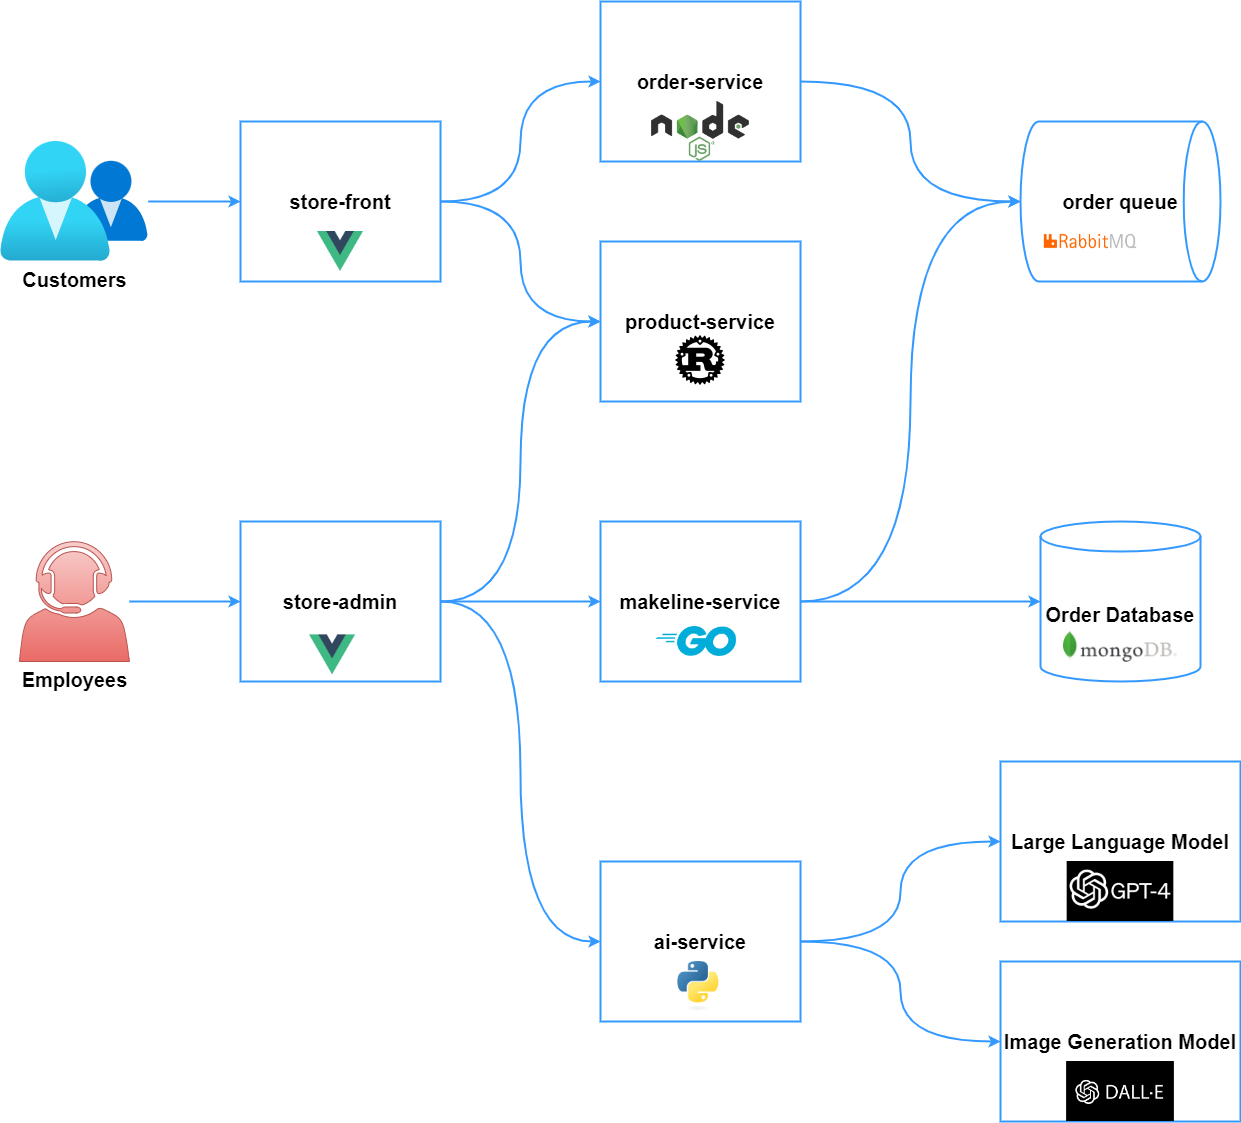 order-service
node
JS
store-front
order queue
RabbitMQ
Customers
product-service
R
store-admin
makeline-service
GO
Order Database
mongoDB
Employees
Large Language Model
GPT-4
ai-service
Image Generation Model
DALL·E